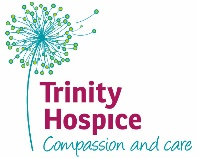 Trinity
Hospice
Compassion and care